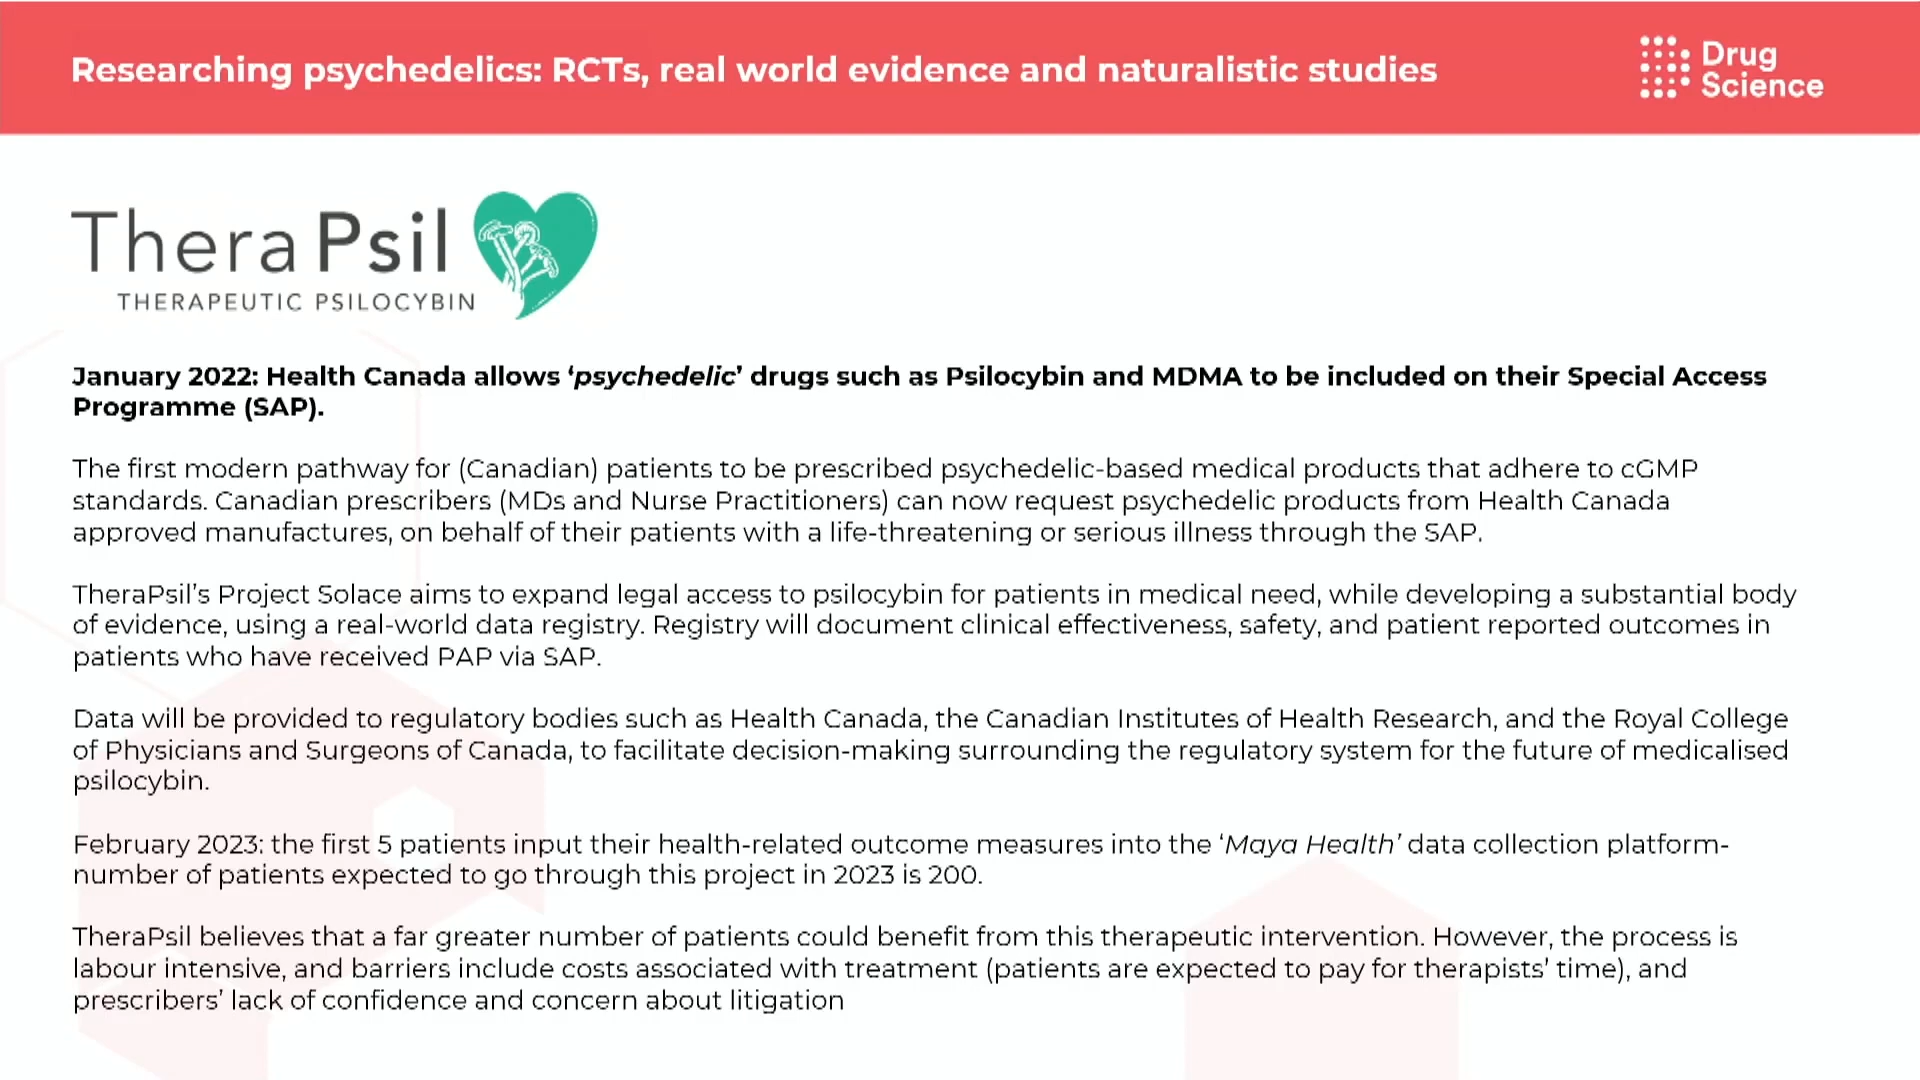 Researching psychedelics: RCTs, real world evidence and naturalistic studies
Drug
Science
Thera Psil
THERAPEUTIC PSILOCYBIN
January 2022: Health Canada allows ‘psychedelic’ drugs such as Psilocybin and MDMA to be included on their Special Access
Programme (SAP).
The first modern pathway for (Canadian) patients to be prescribed psychedelic-based medical products that adhere to cGMP
standards. Canadian prescribers (MDs and Nurse Practitioners) can now request psychedelic products from Health Canada
approved manufactures, on behalf of their patients with a life-threatening or serious illness through the SAP.
TheraPsil’s Project Solace aims to expand legal access to psilocybin for patients in medical need, while developing a substantial body
of evidence, using a real-world data registry. Registry will document clinical effectiveness, safety, and patient reported outcomes in
patients who have received PAP via SAP.
Data will be provided to regulatory bodies such as Health Canada, the Canadian Institutes of Health Research, and the Royal College
of Physicians and Surgeons of Canada, to facilitate decision-making surrounding the regulatory system for the future of medicalised
psilocybin.
February 2023: the first 5 patients input their health-related outcome measures into the ‘Maya Health’ data collection platform-
number of patients expected to go through this project in 2023 is 200.
TheraPsil believes that a far greater number of patients could benefit from this therapeutic intervention. However, the process is
labour intensive, and barriers include costs associated with treatment (patients are expected to pay for therapists’ time), and
prescribers’ lack of confidence and concern about litigation